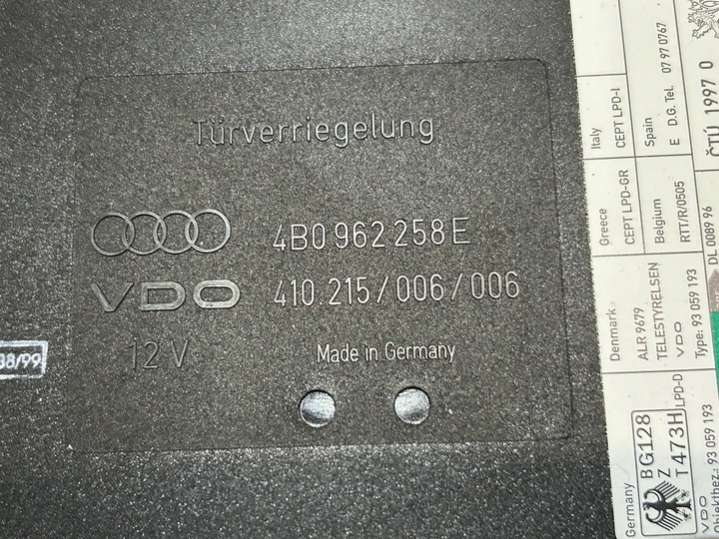 Türverriegelung
4B0 962 258 E
VDO
410.215/006/006
12 V
Made in Germany
38/99
Italy
CEPT LPD-I
Spain
E D.G. Tel. 07 97 0767
Greece
CEPT LPD-GR
Belgium
RTT/R/0505
ČTÚ 1997 0
DL 0089 96
Denmark
ALR 9679
TELESTYRELSEN
VDO
Type: 93 059 193
Germany
BG128
Z
T473H
LPD-D
VDO
93 059 193